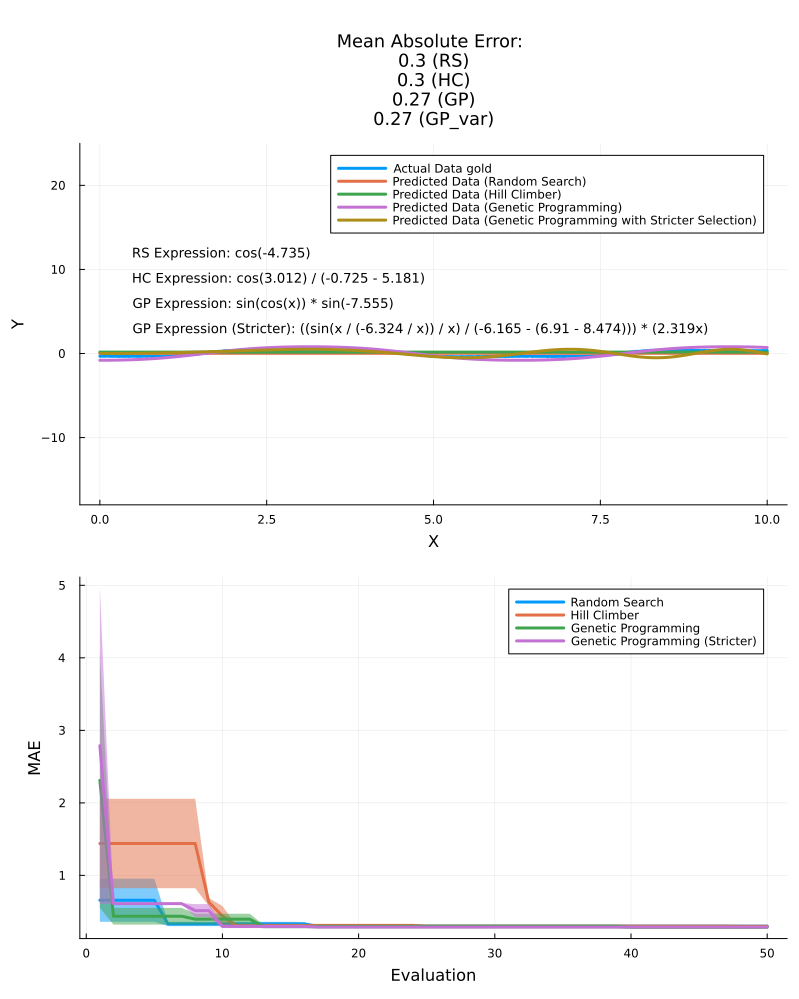 Mean Absolute Error:
0.3 (RS)
0.3 (HC)
0.27 (GP)
0.27 (GP_var)
Actual Data gold
Predicted Data (Random Search)
Predicted Data (Hill Climber)
Predicted Data (Genetic Programming)
Predicted Data (Genetic Programming with Stricter Selection)
20
10
0
−10
Y
RS Expression: cos(-4.735)
HC Expression: cos(3.012) / (-0.725 - 5.181)
GP Expression: sin(cos(x)) * sin(-7.555)
GP Expression (Stricter): ((sin(x / (-6.324 / x)) / x) / (-6.165 - (6.91 - 8.474))) * (2.319x)
0.0 2.5 5.0 7.5 10.0
X
Random Search
Hill Climber
Genetic Programming
Genetic Programming (Stricter)
5
4
3
2
1
MAE
0 10 20 30 40 50
Evaluation